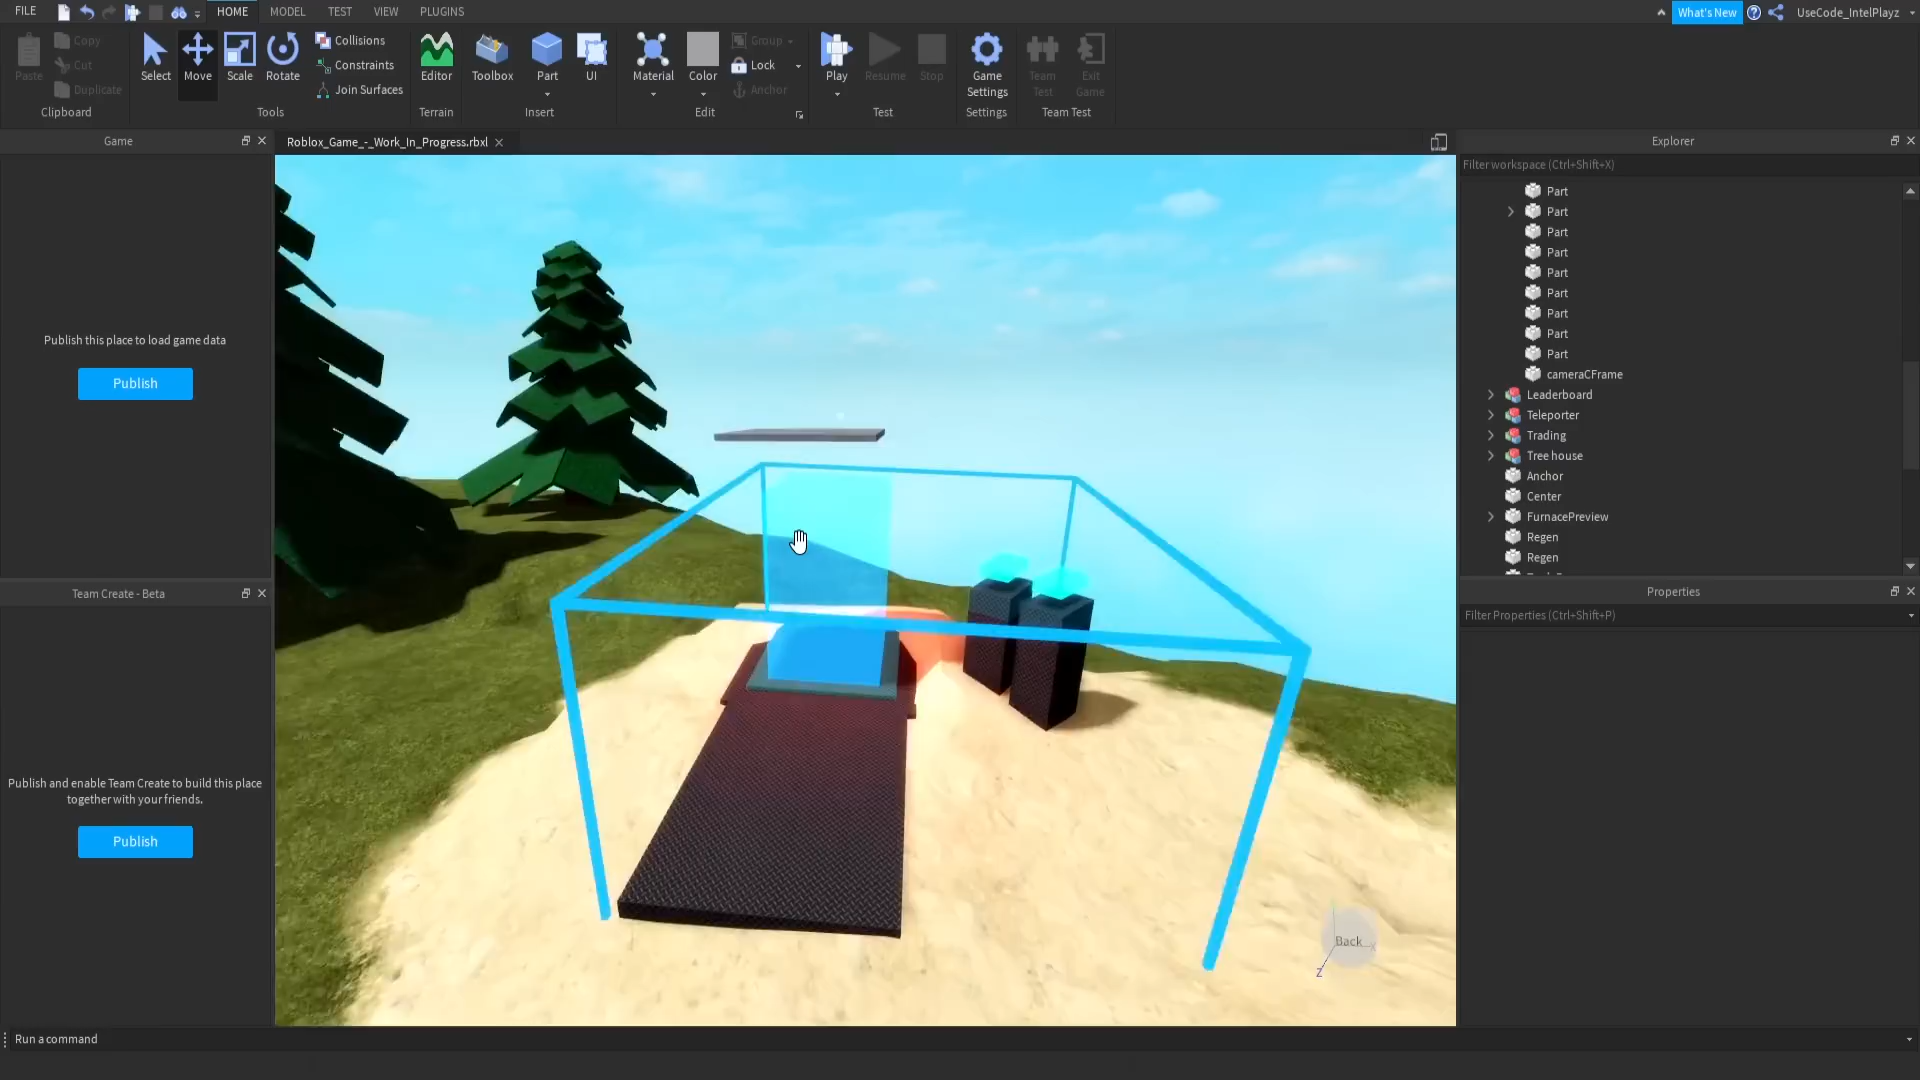 FILE
HOME
MODEL
TEST
VIEW
PLUGINS
What's New
UseCode_IntelPlayz
Paste
Copy
Cut
Duplicate
Clipboard
Select
Move
Scale
Rotate
Collisions
Constraints
Join Surfaces
Tools
Editor
Terrain
Toolbox
Part
UI
Insert
Material
Color
Group
Lock
Anchor
Edit
Play
Resume
Stop
Test
Game
Settings
Settings
Team
Test
Exit
Game
Team Test
Game
Roblox_Game_-_Work_In_Progress.rbxl
Explorer
Filter workspace (Ctrl+Shift+X)
Part
Part
Part
Part
Part
Part
Part
Part
Part
cameraCFrame
Leaderboard
Teleporter
Trading
Tree house
Anchor
Center
FurnacePreview
Regen
Regen
Publish this place to load game data
Publish
Team Create - Beta
Publish and enable Team Create to build this place
together with your friends.
Publish
Properties
Filter Properties (Ctrl+Shift+P)
Back
X
Z
Run a command